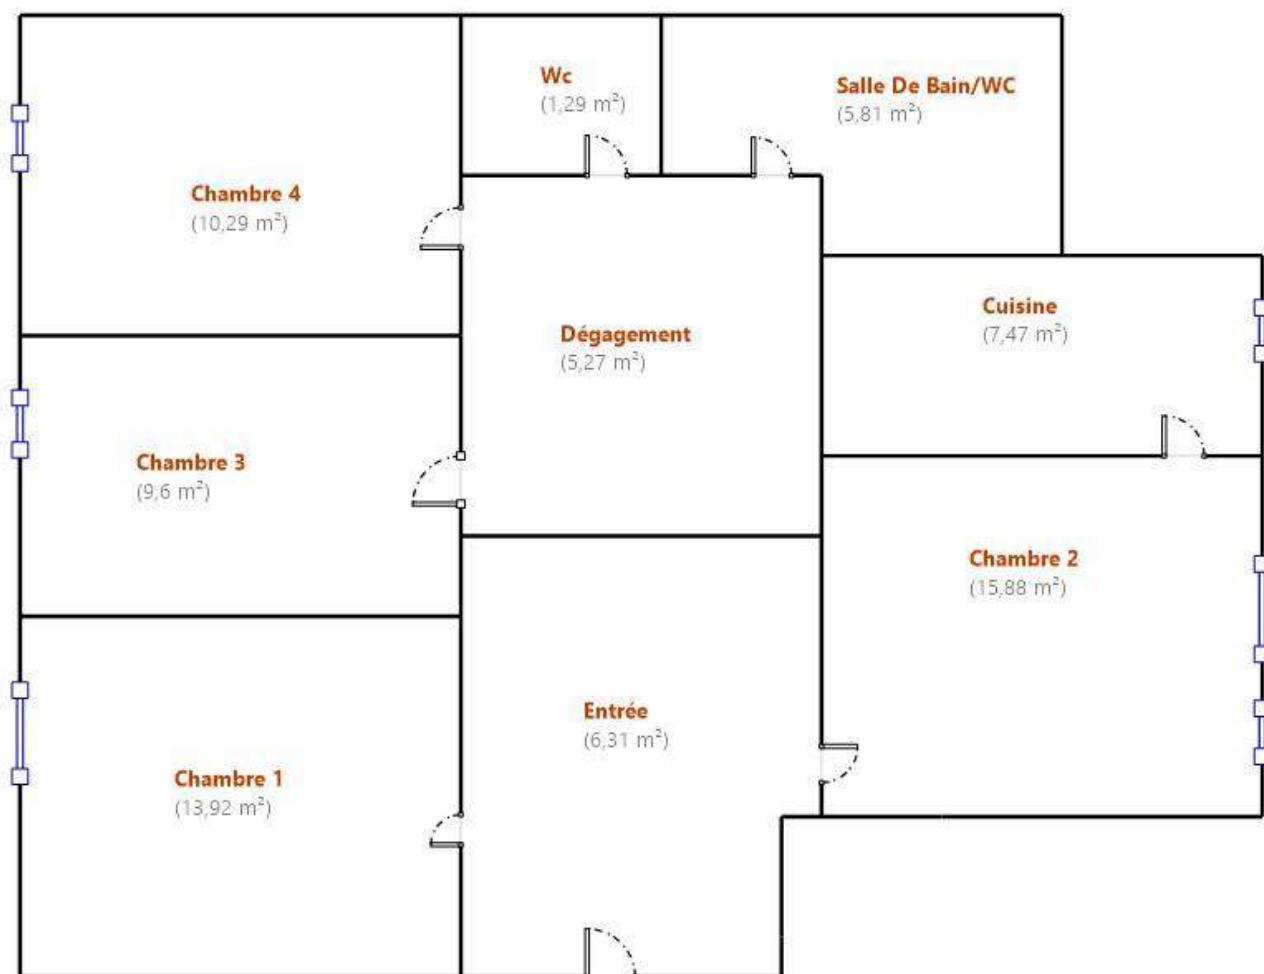 Wc
(1,29 m²)
Salle De Bain/WC
(5,81 m²)
Chambre 4
(10,29 m²)
Cuisine
(7,47 m²)
Dégagement
(5,27 m²)
Chambre 3
(9,6 m²)
Chambre 2
(15,88 m²)
Entrée
(6,31 m²)
Chambre 1
(13,92 m²)